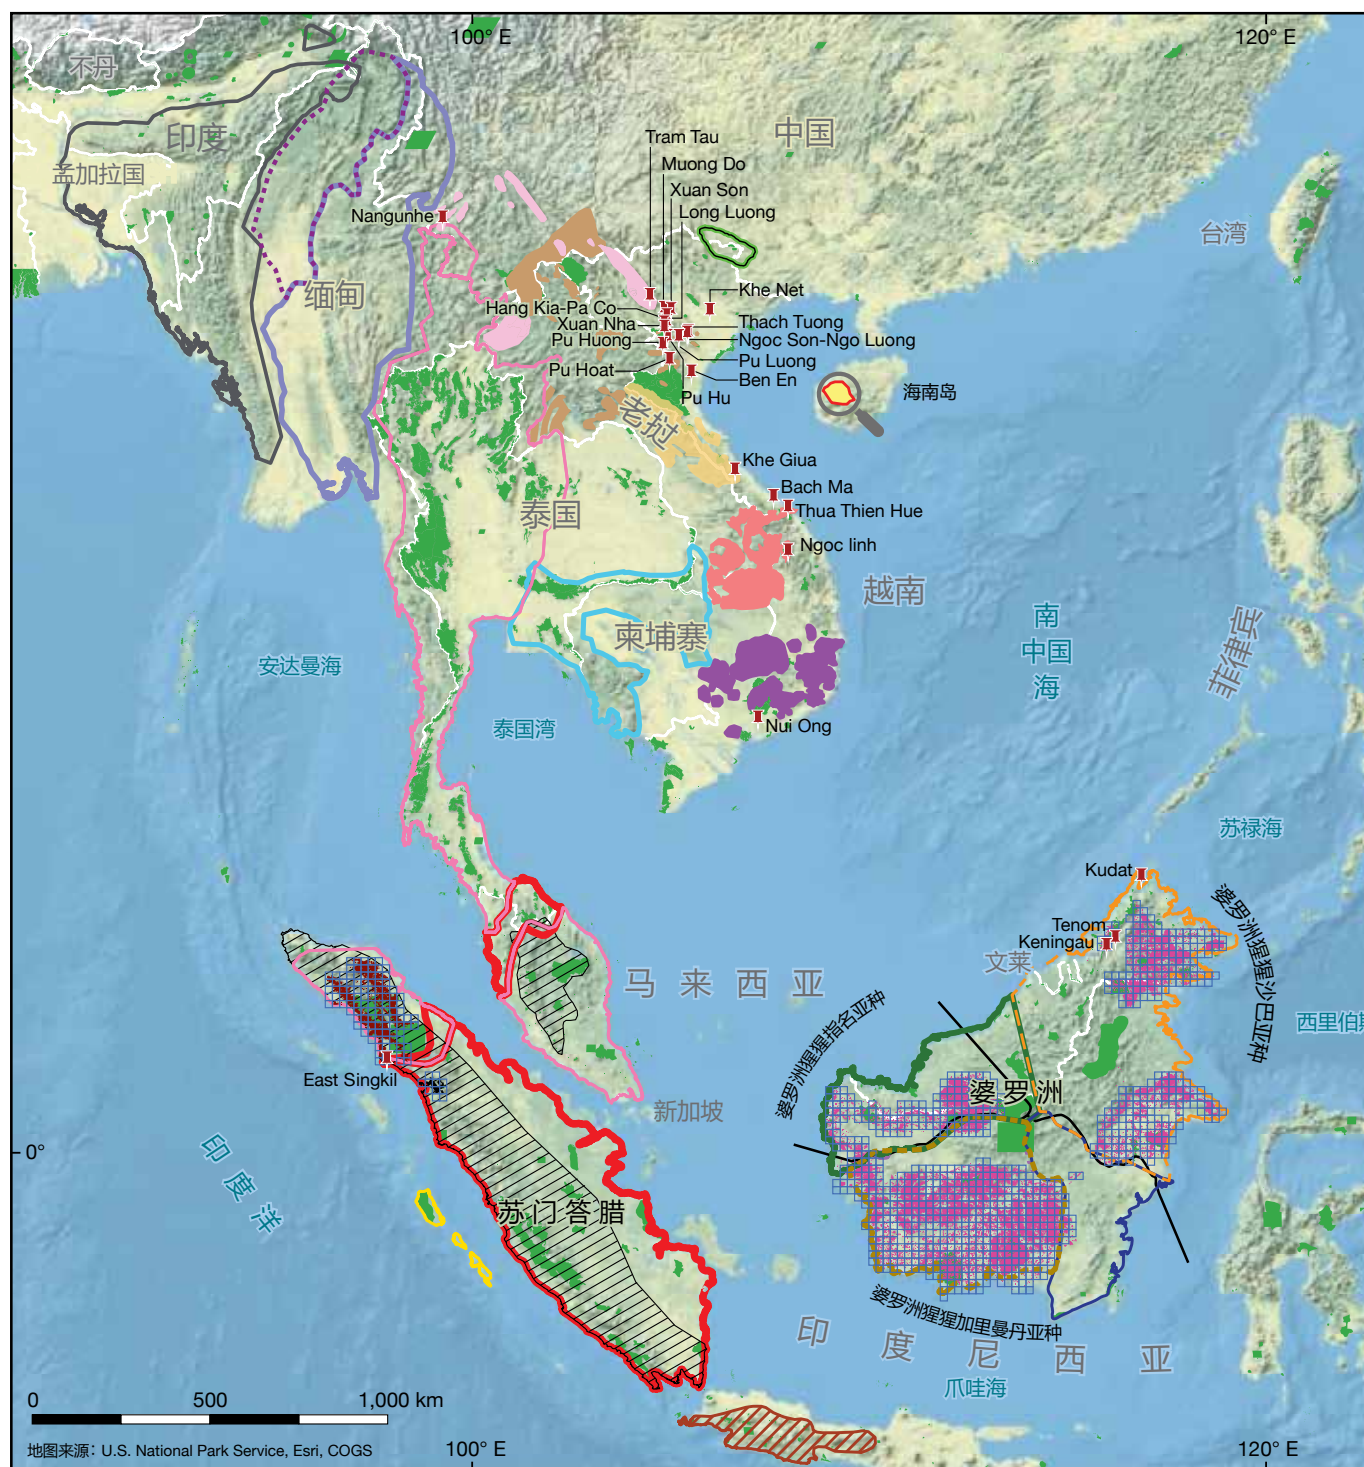 100° E
120° E
不丹
印度
中国
孟加拉国
Tram Tau
Muong Do
Xuan Son
Long Luong
Nangunhe
台湾
缅甸
Khe Net
Hang Kia-Pa Co
Xuan Nha
Thach Tuong
Pu Huong
Ngoc Son-Ngo Luong
Pu Luong
Pu Hoat
Ben En
Pu Hu
海南岛
老挝
Khe Giua
Bach Ma
Thua Thien Hue
泰国
Ngoc linh
越南
南
中国
海
柬埔寨
菲律宾
安达曼海
泰国湾
Nui Ong
苏禄海
Kudat
婆罗洲猩猩沙巴亚种
Tenom
Keningau
文莱
马来西亚
婆罗洲猩猩指名亚种
西里伯斯
East Singkil
婆罗洲
新加坡
0°
印度洋
苏门答腊
婆罗洲猩猩加里曼丹亚种
印度尼西亚
爪哇海
0 500 1,000 km
地图来源：U.S. National Park Service, Esri, COGS
100° E
120° E